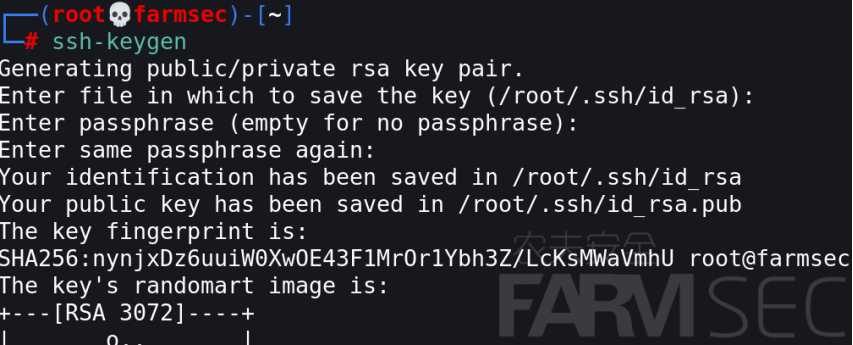 ┌──(root💀farmsec)-[~]
└─# ssh-keygen
Generating public/private rsa key pair.
Enter file in which to save the key (/root/.ssh/id_rsa):
Enter passphrase (empty for no passphrase):
Enter same passphrase again:
Your identification has been saved in /root/.ssh/id_rsa
Your public key has been saved in /root/.ssh/id_rsa.pub
The key fingerprint is:
农夫安全
SHA256:nynjxDz6uuiW0XwOE43F1MrOr1Ybh3Z/LcKsMWaVmhU root@farmsec
The key's randomart image is:
FARMSEC
+---[RSA 3072]----+
|       o..       |